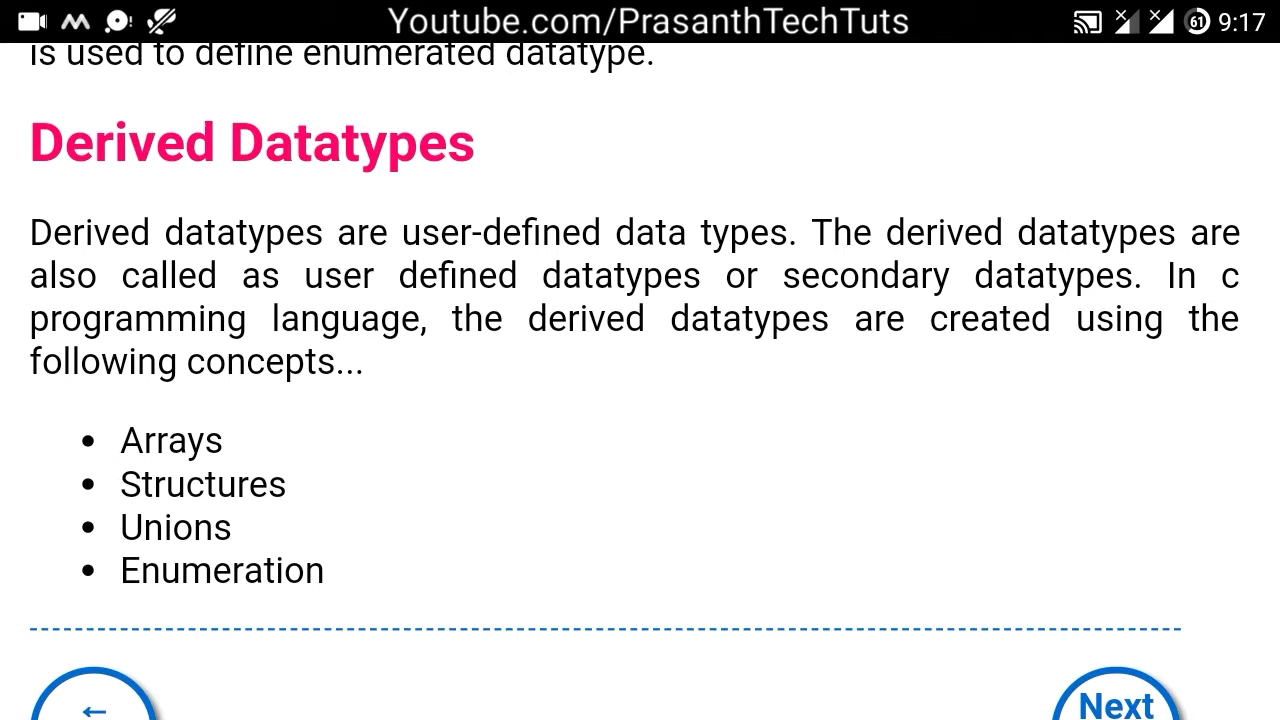 Youtube.com/PrasanthTechTuts
61 9:17
is used to define enumerated datatype.
Derived Datatypes
Derived datatypes are user-defined data types. The derived datatypes are
also called as user defined datatypes or secondary datatypes. In c
programming language, the derived datatypes are created using the
following concepts...
• Arrays
• Structures
• Unions
• Enumeration
←
Next